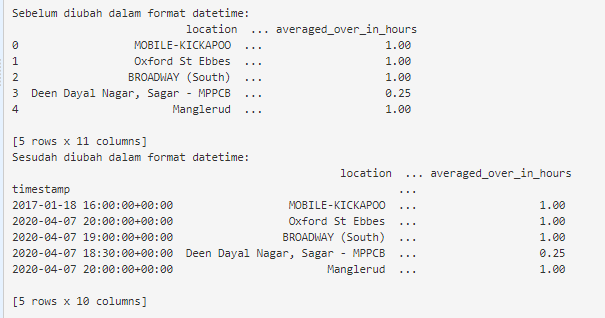 Sebelum diubah dalam format datetime:
location ... averaged_over_in_hours
0 MOBILE-KICKAPOO ... 1.00
1 Oxford St Ebbes ... 1.00
2 BROADWAY (South) ... 1.00
3 Deen Dayal Nagar, Sagar - MPPCB ... 0.25
4 Manglerud ... 1.00
[5 rows x 11 columns]
Sesudah diubah dalam format datetime:
location ... averaged_over_in_hours
timestamp ...
2017-01-18 16:00:00+00:00 MOBILE-KICKAPOO ... 1.00
2020-04-07 20:00:00+00:00 Oxford St Ebbes ... 1.00
2020-04-07 19:00:00+00:00 BROADWAY (South) ... 1.00
2020-04-07 18:30:00+00:00 Deen Dayal Nagar, Sagar - MPPCB ... 0.25
2020-04-07 20:00:00+00:00 Manglerud ... 1.00
[5 rows x 10 columns]